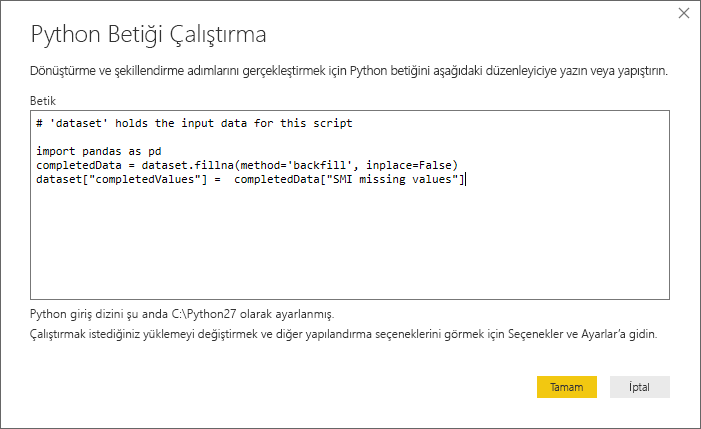 Python Betiği Çalıştırma
Dönüştürme ve şekillendirme adımlarını gerçekleştirmek için Python betiğini aşağıdaki düzenleyiciye yazın veya yapıştırın.
Betik
# 'dataset' holds the input data for this script
import pandas as pd
completedData = dataset.fillna(method='backfill', inplace=False)
dataset["completedValues"] =  completedData["SMI missing values"]
Python giriş dizini şu anda C:\Python27 olarak ayarlanmış.
Çalıştırmak istediğiniz yüklemeyi değiştirmek ve diğer yapılandırma seçeneklerini görmek için Seçenekler ve Ayarlar'a gidin.
Tamam
İptal